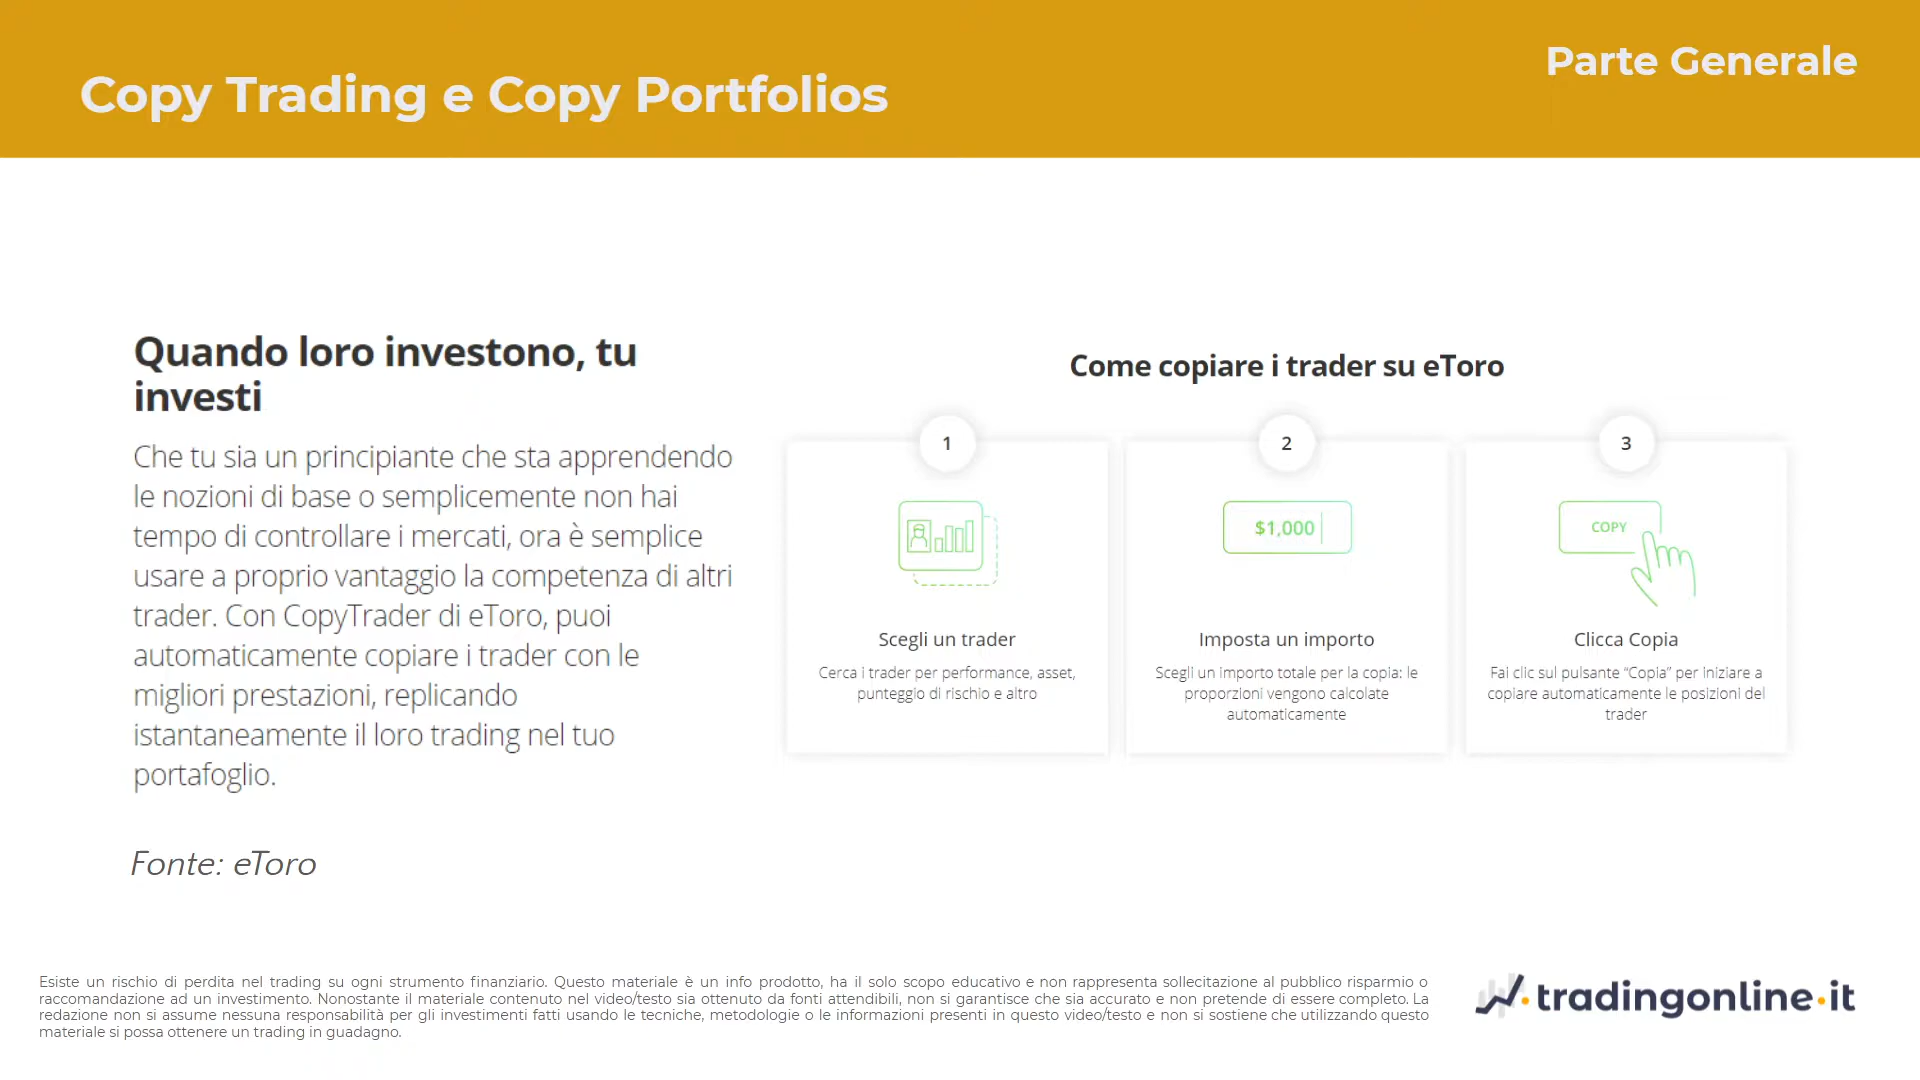 Copy Trading e Copy Portfolios
Parte Generale
Quando loro investono, tu
investi
Che tu sia un principiante che sta apprendendo
le nozioni di base o semplicemente non hai
tempo di controllare i mercati, ora è semplice
usare a proprio vantaggio la competenza di altri
trader. Con CopyTrader di eToro, puoi
automaticamente copiare i trader con le
migliori prestazioni, replicando
istantaneamente il loro trading nel tuo
portafoglio.
Fonte: eToro
Come copiare i trader su eToro
1
Scegli un trader
Cerca i trader per performance, asset,
punteggio di rischio e altro
2
$1,000
Imposta un importo
Scegli un importo totale per la copia: le
proporzioni vengono calcolate
automaticamente
3
COPY
Clicca Copia
Fai clic sul pulsante “Copia” per iniziare a
copiare automaticamente le posizioni del
trader
Esiste un rischio di perdita nel trading su ogni strumento finanziario. Questo materiale è un info prodotto, ha il solo scopo educativo e non rappresenta sollecitazione al pubblico risparmio o
raccomandazione ad un investimento. Nonostante il materiale contenuto nel video/testo sia ottenuto da fonti attendibili, non si garantisce che sia accurato e non pretende di essere completo. La
redazione non si assume nessuna responsabilità per gli investimenti fatti usando le tecniche, metodologie o le informazioni presenti in questo video/testo e non si sostiene che utilizzando questo
materiale si possa ottenere un trading in guadagno.
tradingonline.it